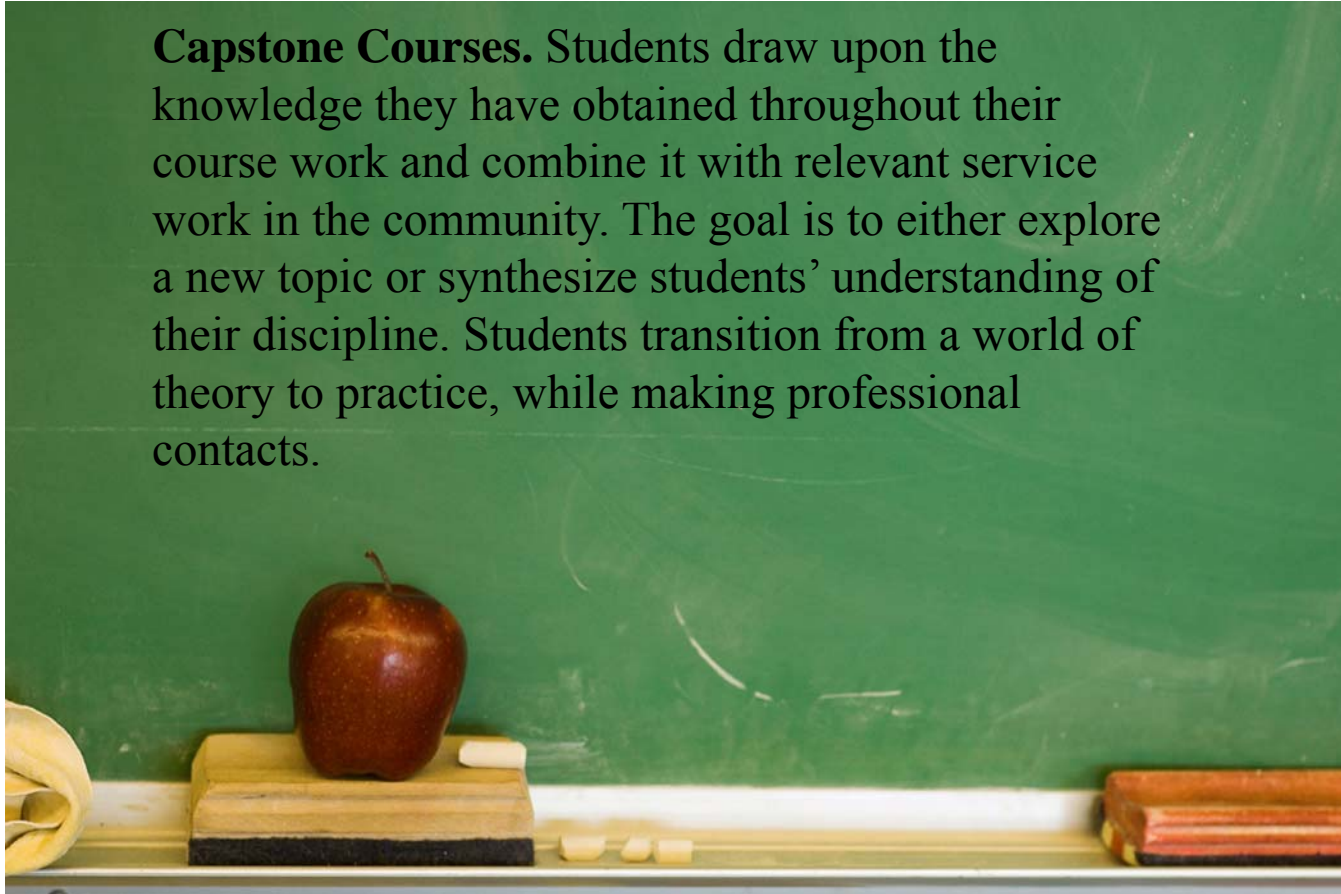 Capstone Courses. Students draw upon the
knowledge they have obtained throughout their
course work and combine it with relevant service
work in the community. The goal is to either explore
a new topic or synthesize students’ understanding of
their discipline. Students transition from a world of
theory to practice, while making professional
contacts.